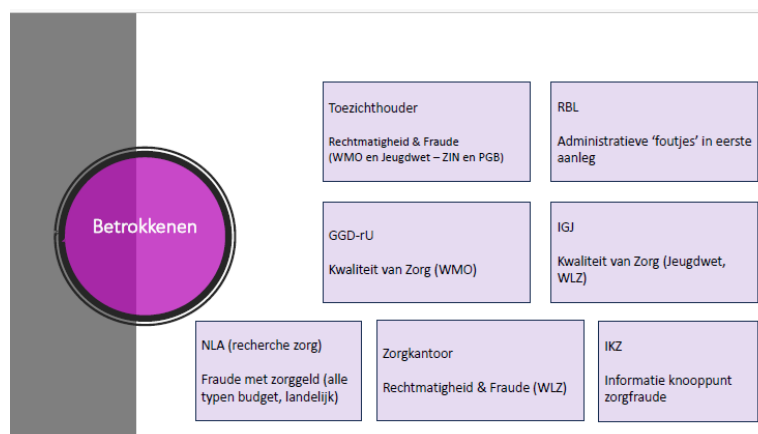 Betrokkenen
Toezichthouder
Rechtmatigheid & Fraude
(WMO en Jeugdwet – ZIN en PGB)
RBL
Administratieve ‘foutjes’ in eerste
aanleg
GGD-rU
Kwaliteit van Zorg (WMO)
IGJ
Kwaliteit van Zorg (Jeugdwet,
WLZ)
NLA (recherche zorg)
Fraude met zorggeld (alle
typen budget, landelijk)
Zorgkantoor
Rechtmatigheid & Fraude (WLZ)
IKZ
Informatie knooppunt
zorgfraude